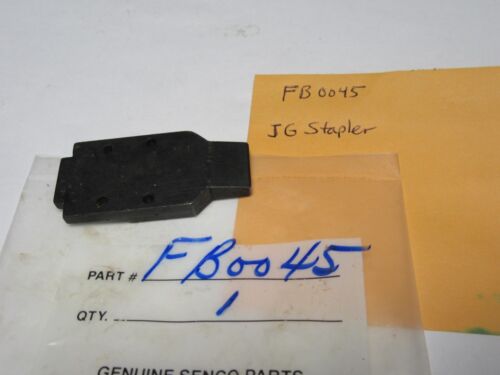 FB0045
JG Stapler
PART # FB0045
QTY. 1
GENUINE SENCO PARTS